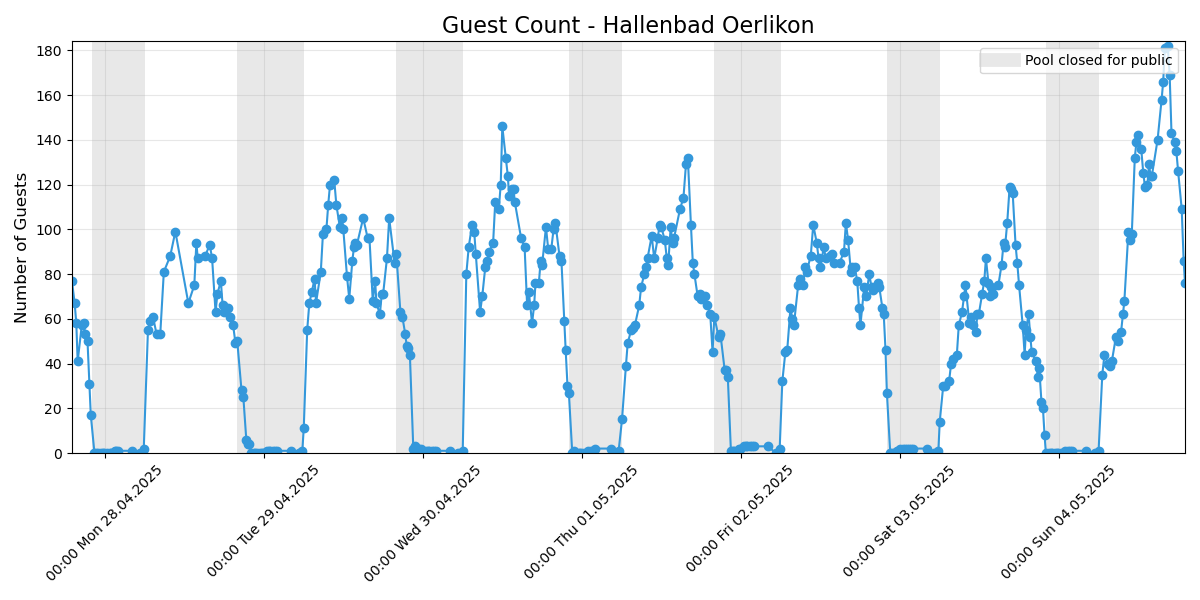 Guest Count - Hallenbad Oerlikon
Pool closed for public
Number of Guests
180
160
140
120
100
80
60
40
20
0
00:00 Mon 28.04.2025
00:00 Tue 29.04.2025
00:00 Wed 30.04.2025
00:00 Thu 01.05.2025
00:00 Fri 02.05.2025
00:00 Sat 03.05.2025
00:00 Sun 04.05.2025